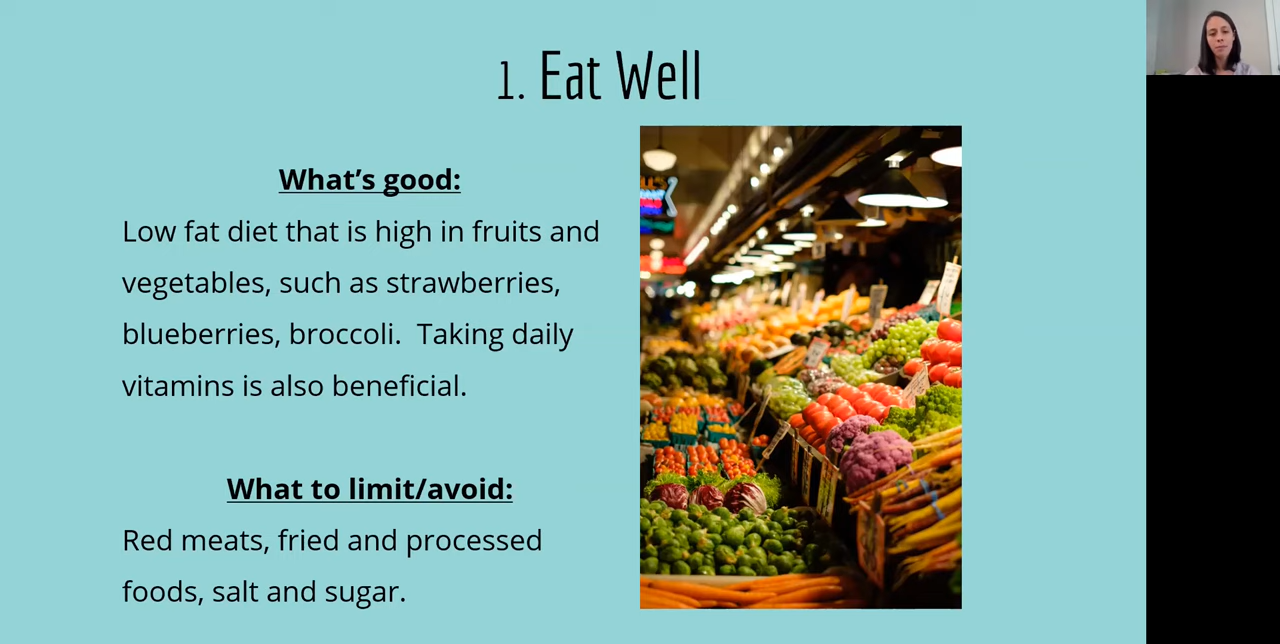 1. Eat Well
What’s good:
Low fat diet that is high in fruits and
vegetables, such as strawberries,
blueberries, broccoli.  Taking daily
vitamins is also beneficial.
What to limit/avoid:
Red meats, fried and processed
foods, salt and sugar.